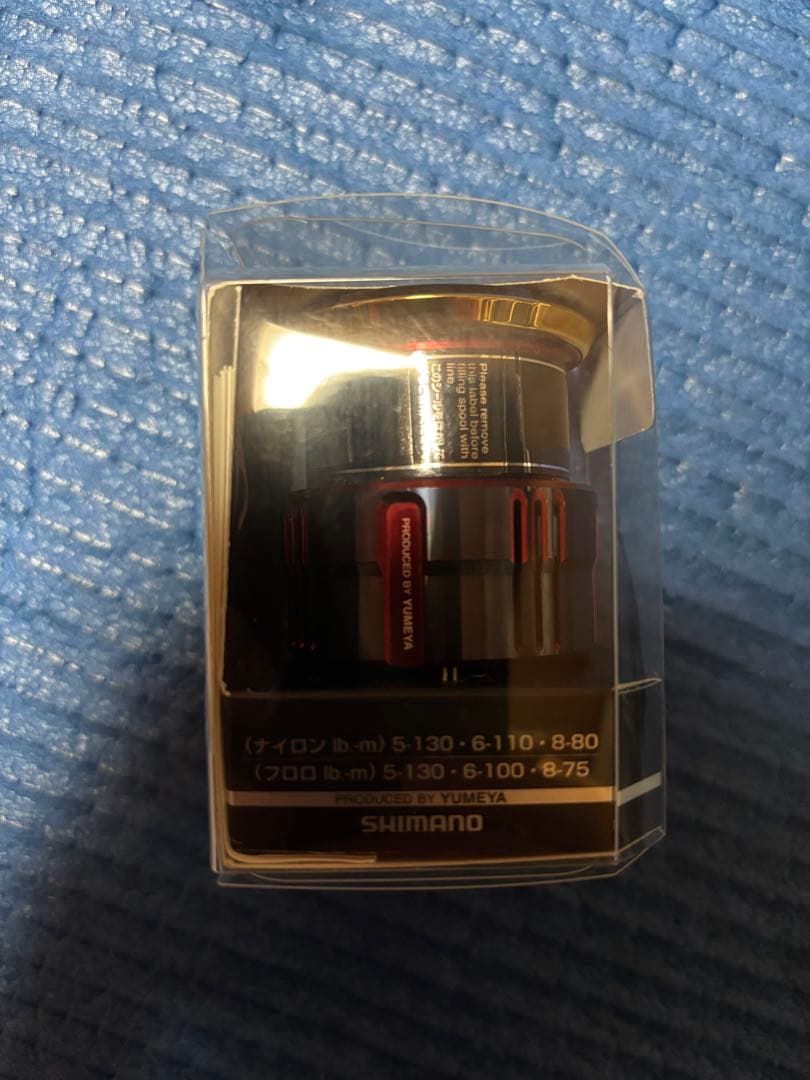 Please remove
this label before
filling spool with
line.
PRODUCED BY YUMEYA
(ナイロン lb.-m) 5-130・6-110・8-80
(フロロ lb.-m) 5-130・6-100・8-75
PRODUCED BY YUMEYA
SHIMANO